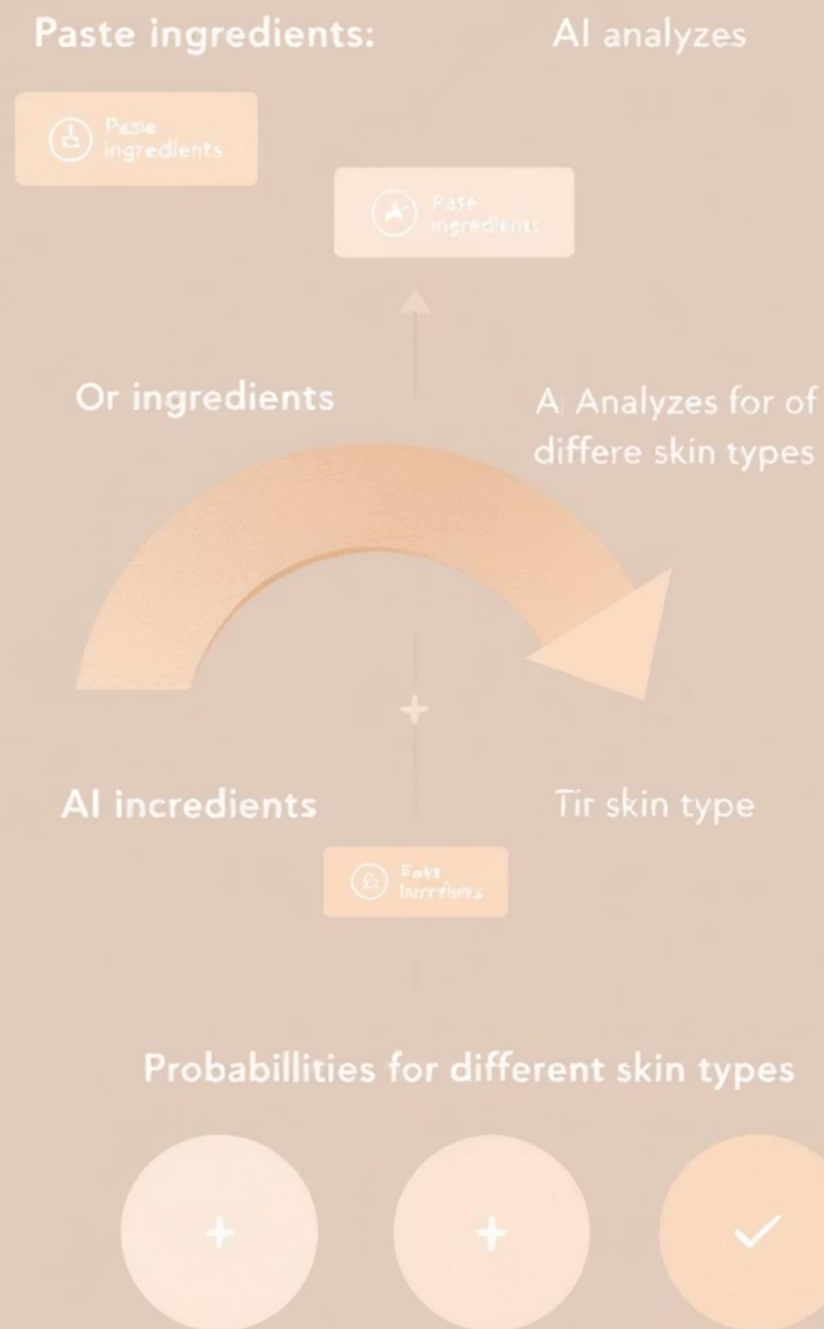 Paste ingredients:
AI analyzes
Paste
ingredients
ingredients
Or ingredients
A Analyzes for of
differe skin types
AI incredients
Tir skin type
Probabillities for different skin types